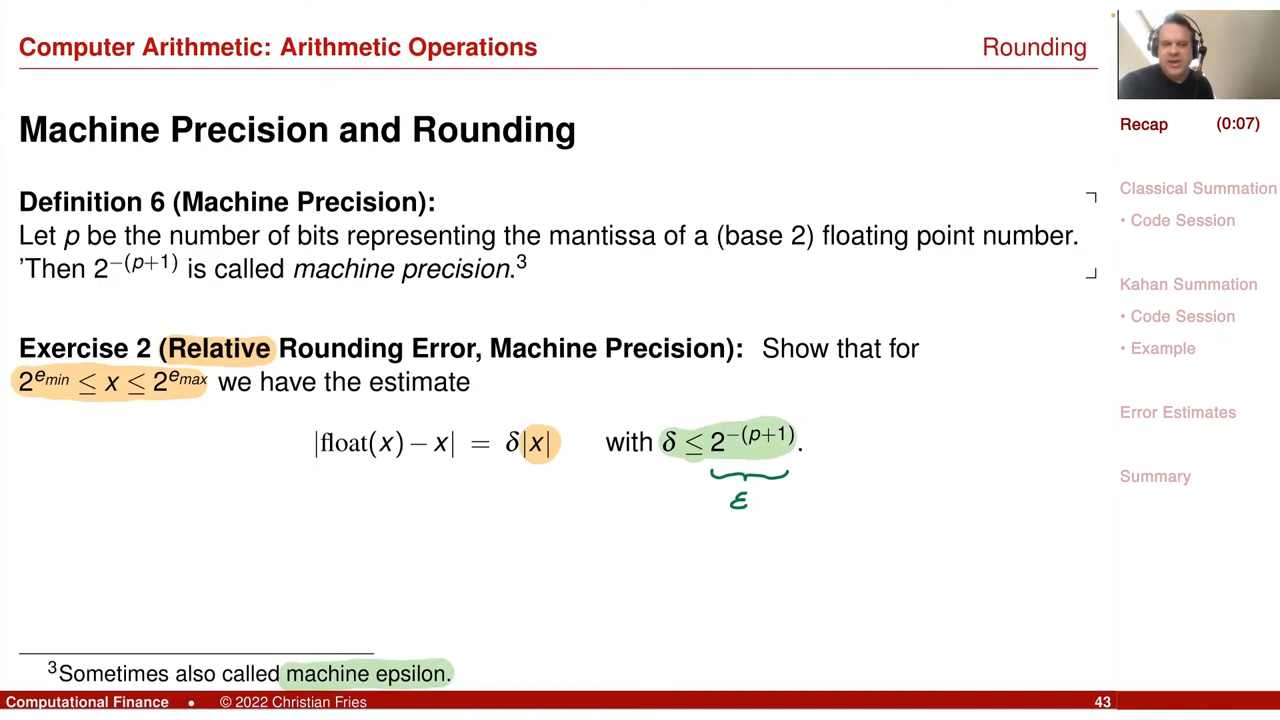 Computer Arithmetic: Arithmetic Operations
Rounding
Machine Precision and Rounding
Definition 6 (Machine Precision):
Let p be the number of bits representing the mantissa of a (base 2) floating point number.
'Then 2^{−(p+1)} is called machine precision.³
Exercise 2 (Relative Rounding Error, Machine Precision): Show that for
2^{e_{min}} ≤ x ≤ 2^{e_{max}} we have the estimate
|float(x) − x| = δ|x| with δ ≤ 2^{−(p+1)}.
ε
³Sometimes also called machine epsilon.
Computational Finance • © 2022 Christian Fries 43
Recap (0:07)
Classical Summation
• Code Session
Kahan Summation
• Code Session
• Example
Error Estimates
Summary